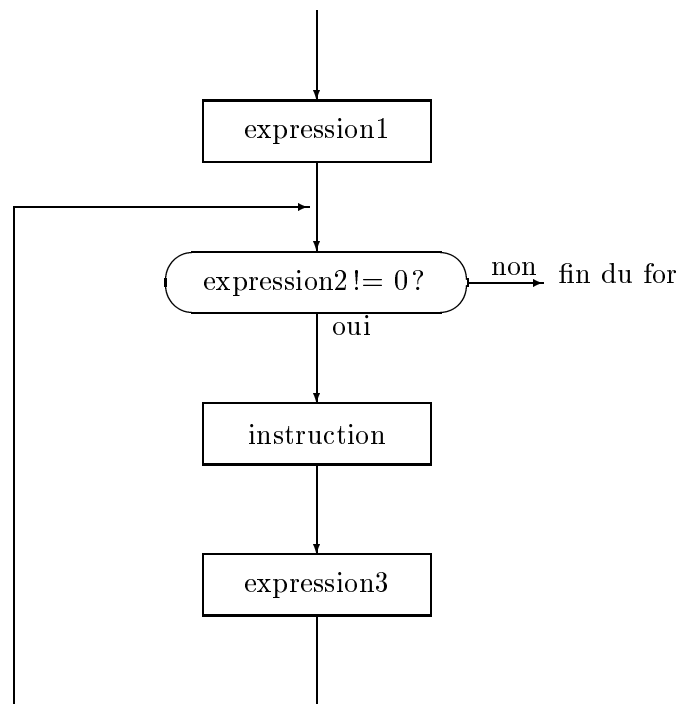 expression1
expression2 != 0 ?
non
fin du for
oui
instruction
expression3